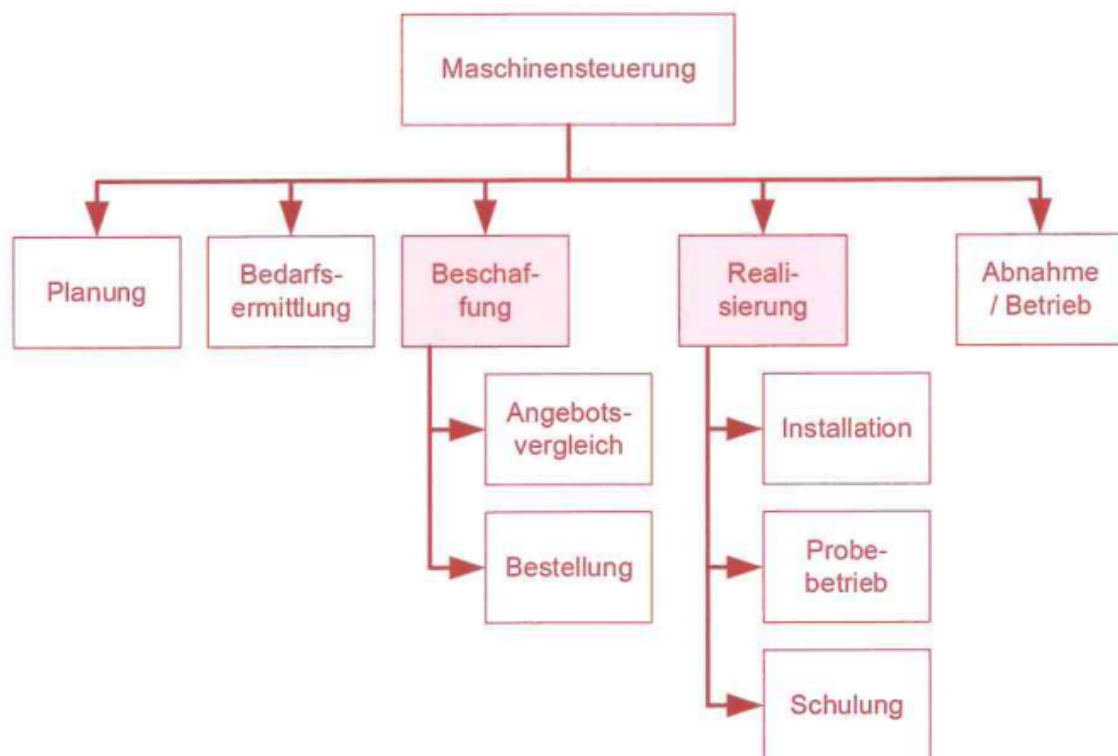 Maschinensteuerung
Planung
Bedarfs-
ermittlung
Beschaf-
fung
Reali-
sierung
Abnahme
/ Betrieb
Angebots-
vergleich
Bestellung
Installation
Probe-
betrieb
Schulung